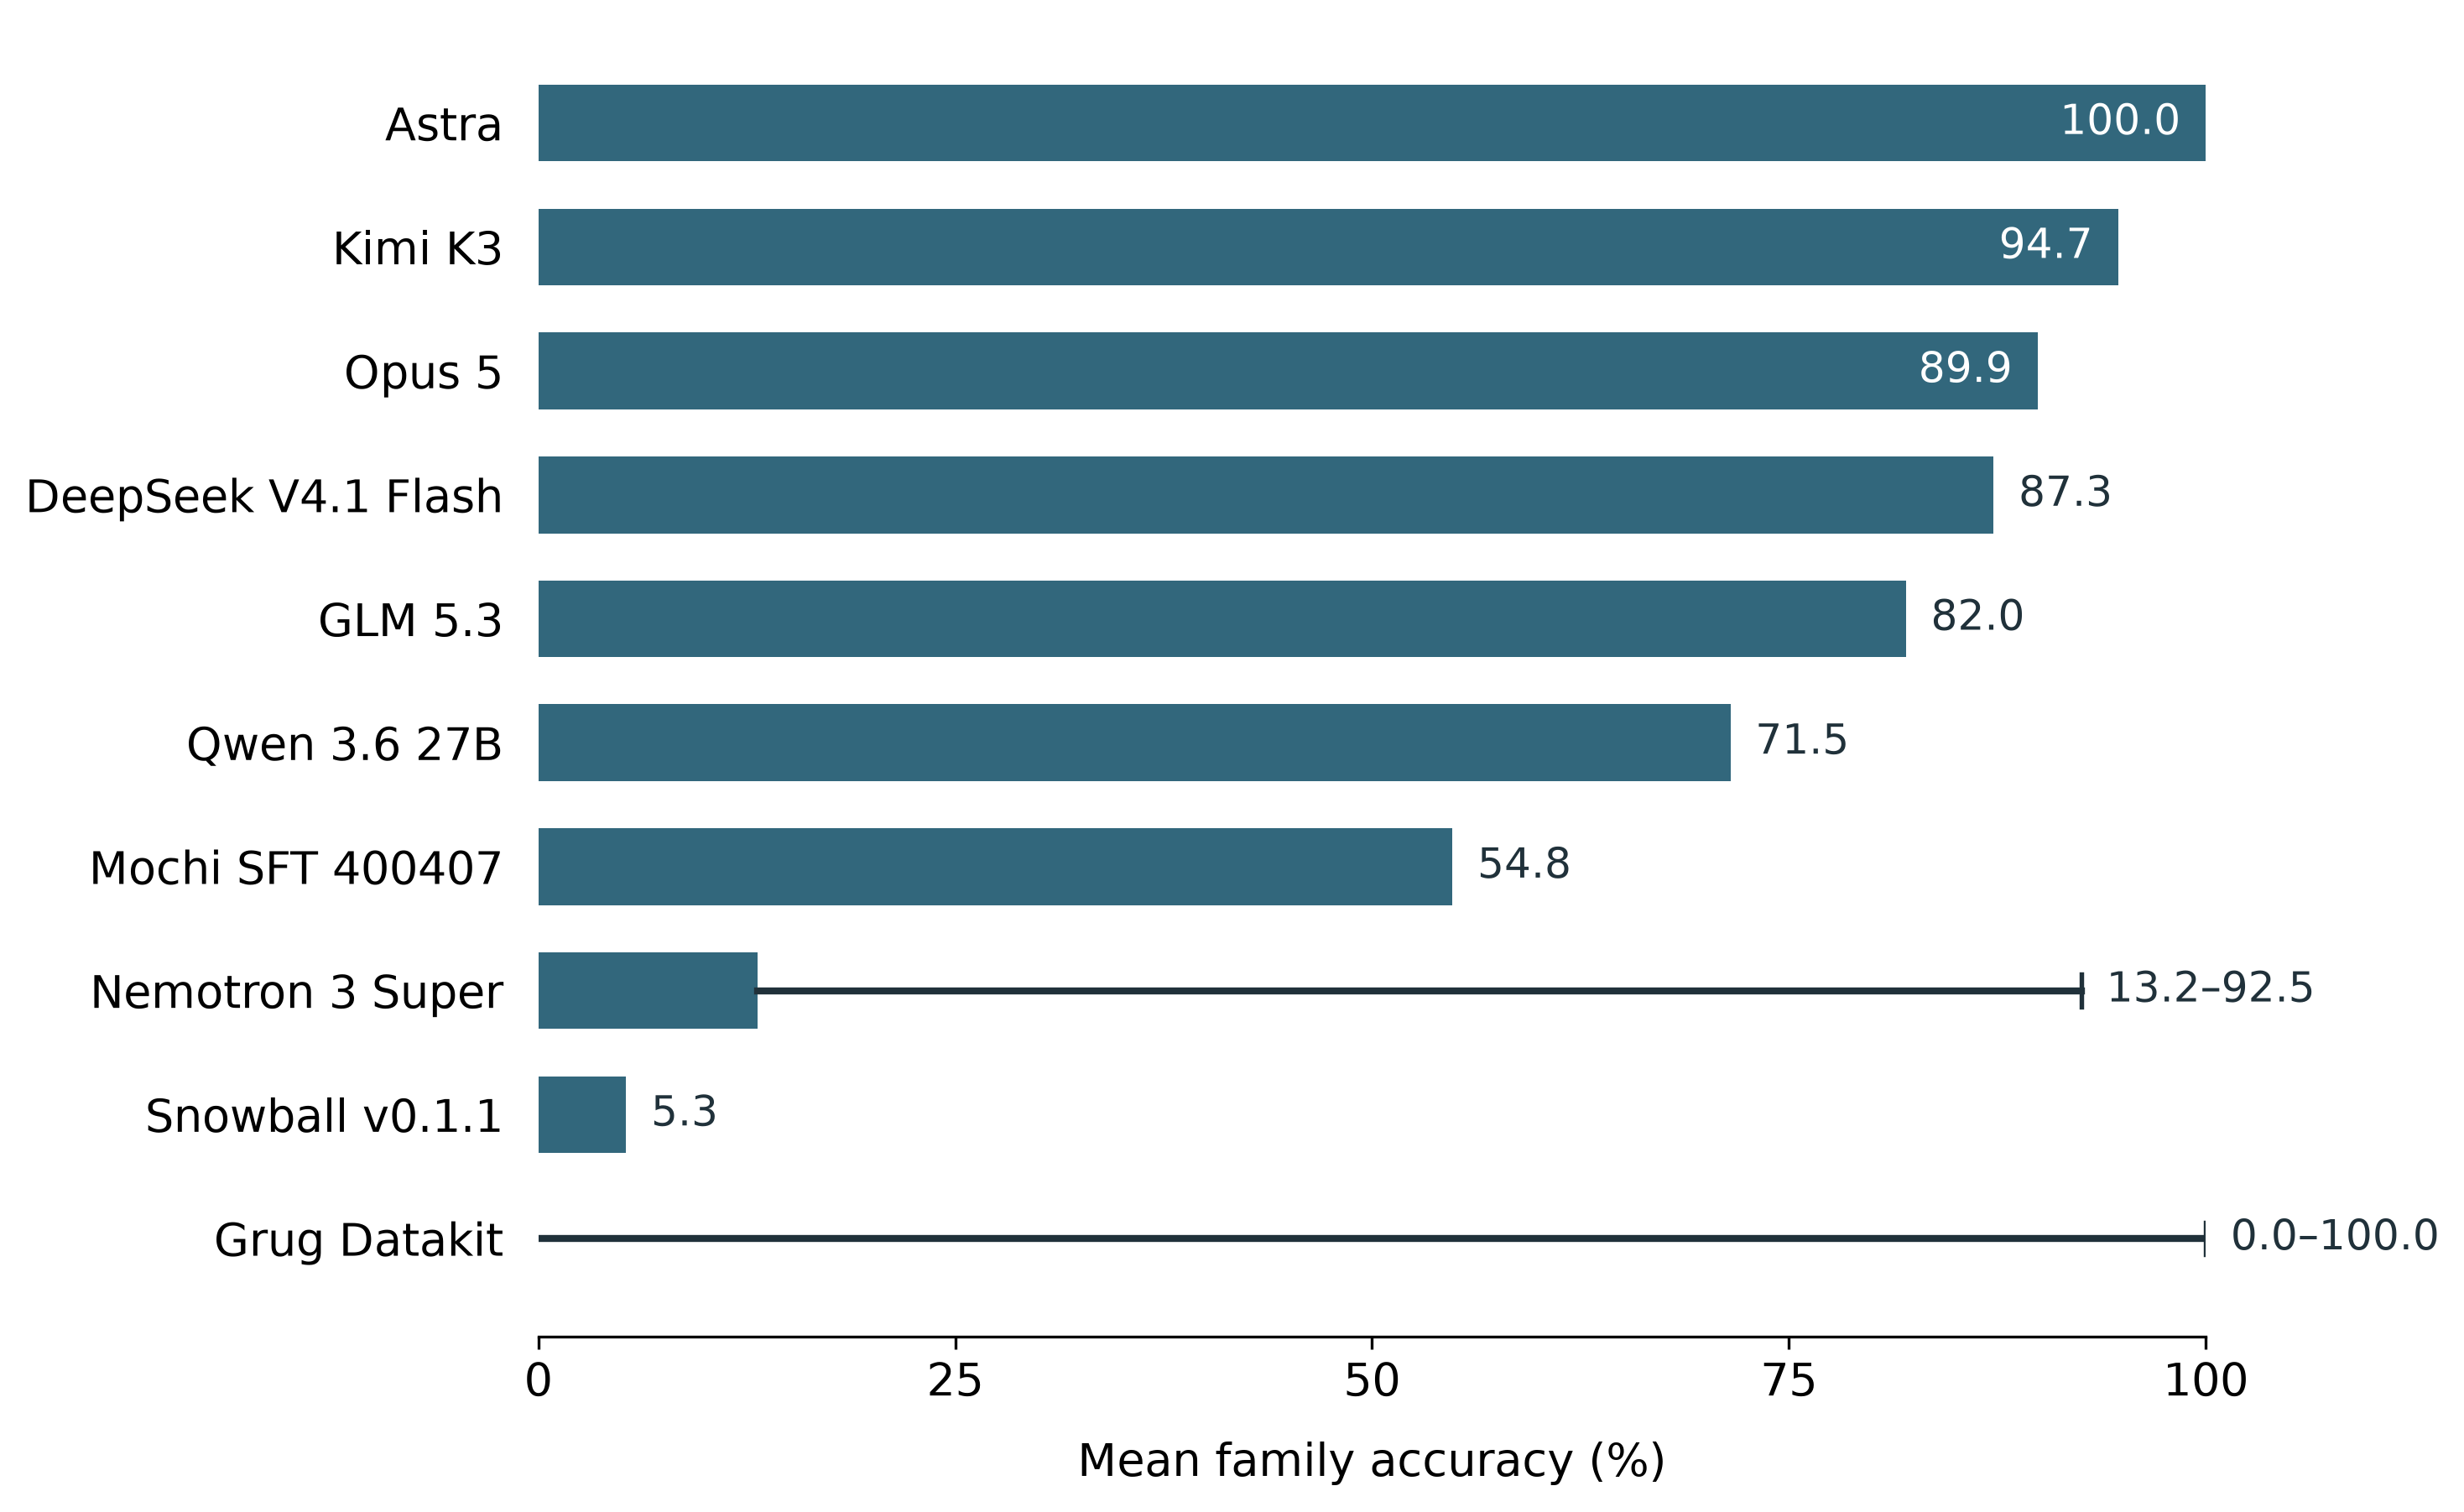 Astra 100.0
Kimi K3 94.7
Opus 5 89.9
DeepSeek V4.1 Flash 87.3
GLM 5.3 82.0
Qwen 3.6 27B 71.5
Mochi SFT 400407 54.8
Nemotron 3 Super 13.2–92.5
Snowball v0.1.1 5.3
Grug Datakit 0.0–100.0
0 25 50 75 100
Mean family accuracy (%)